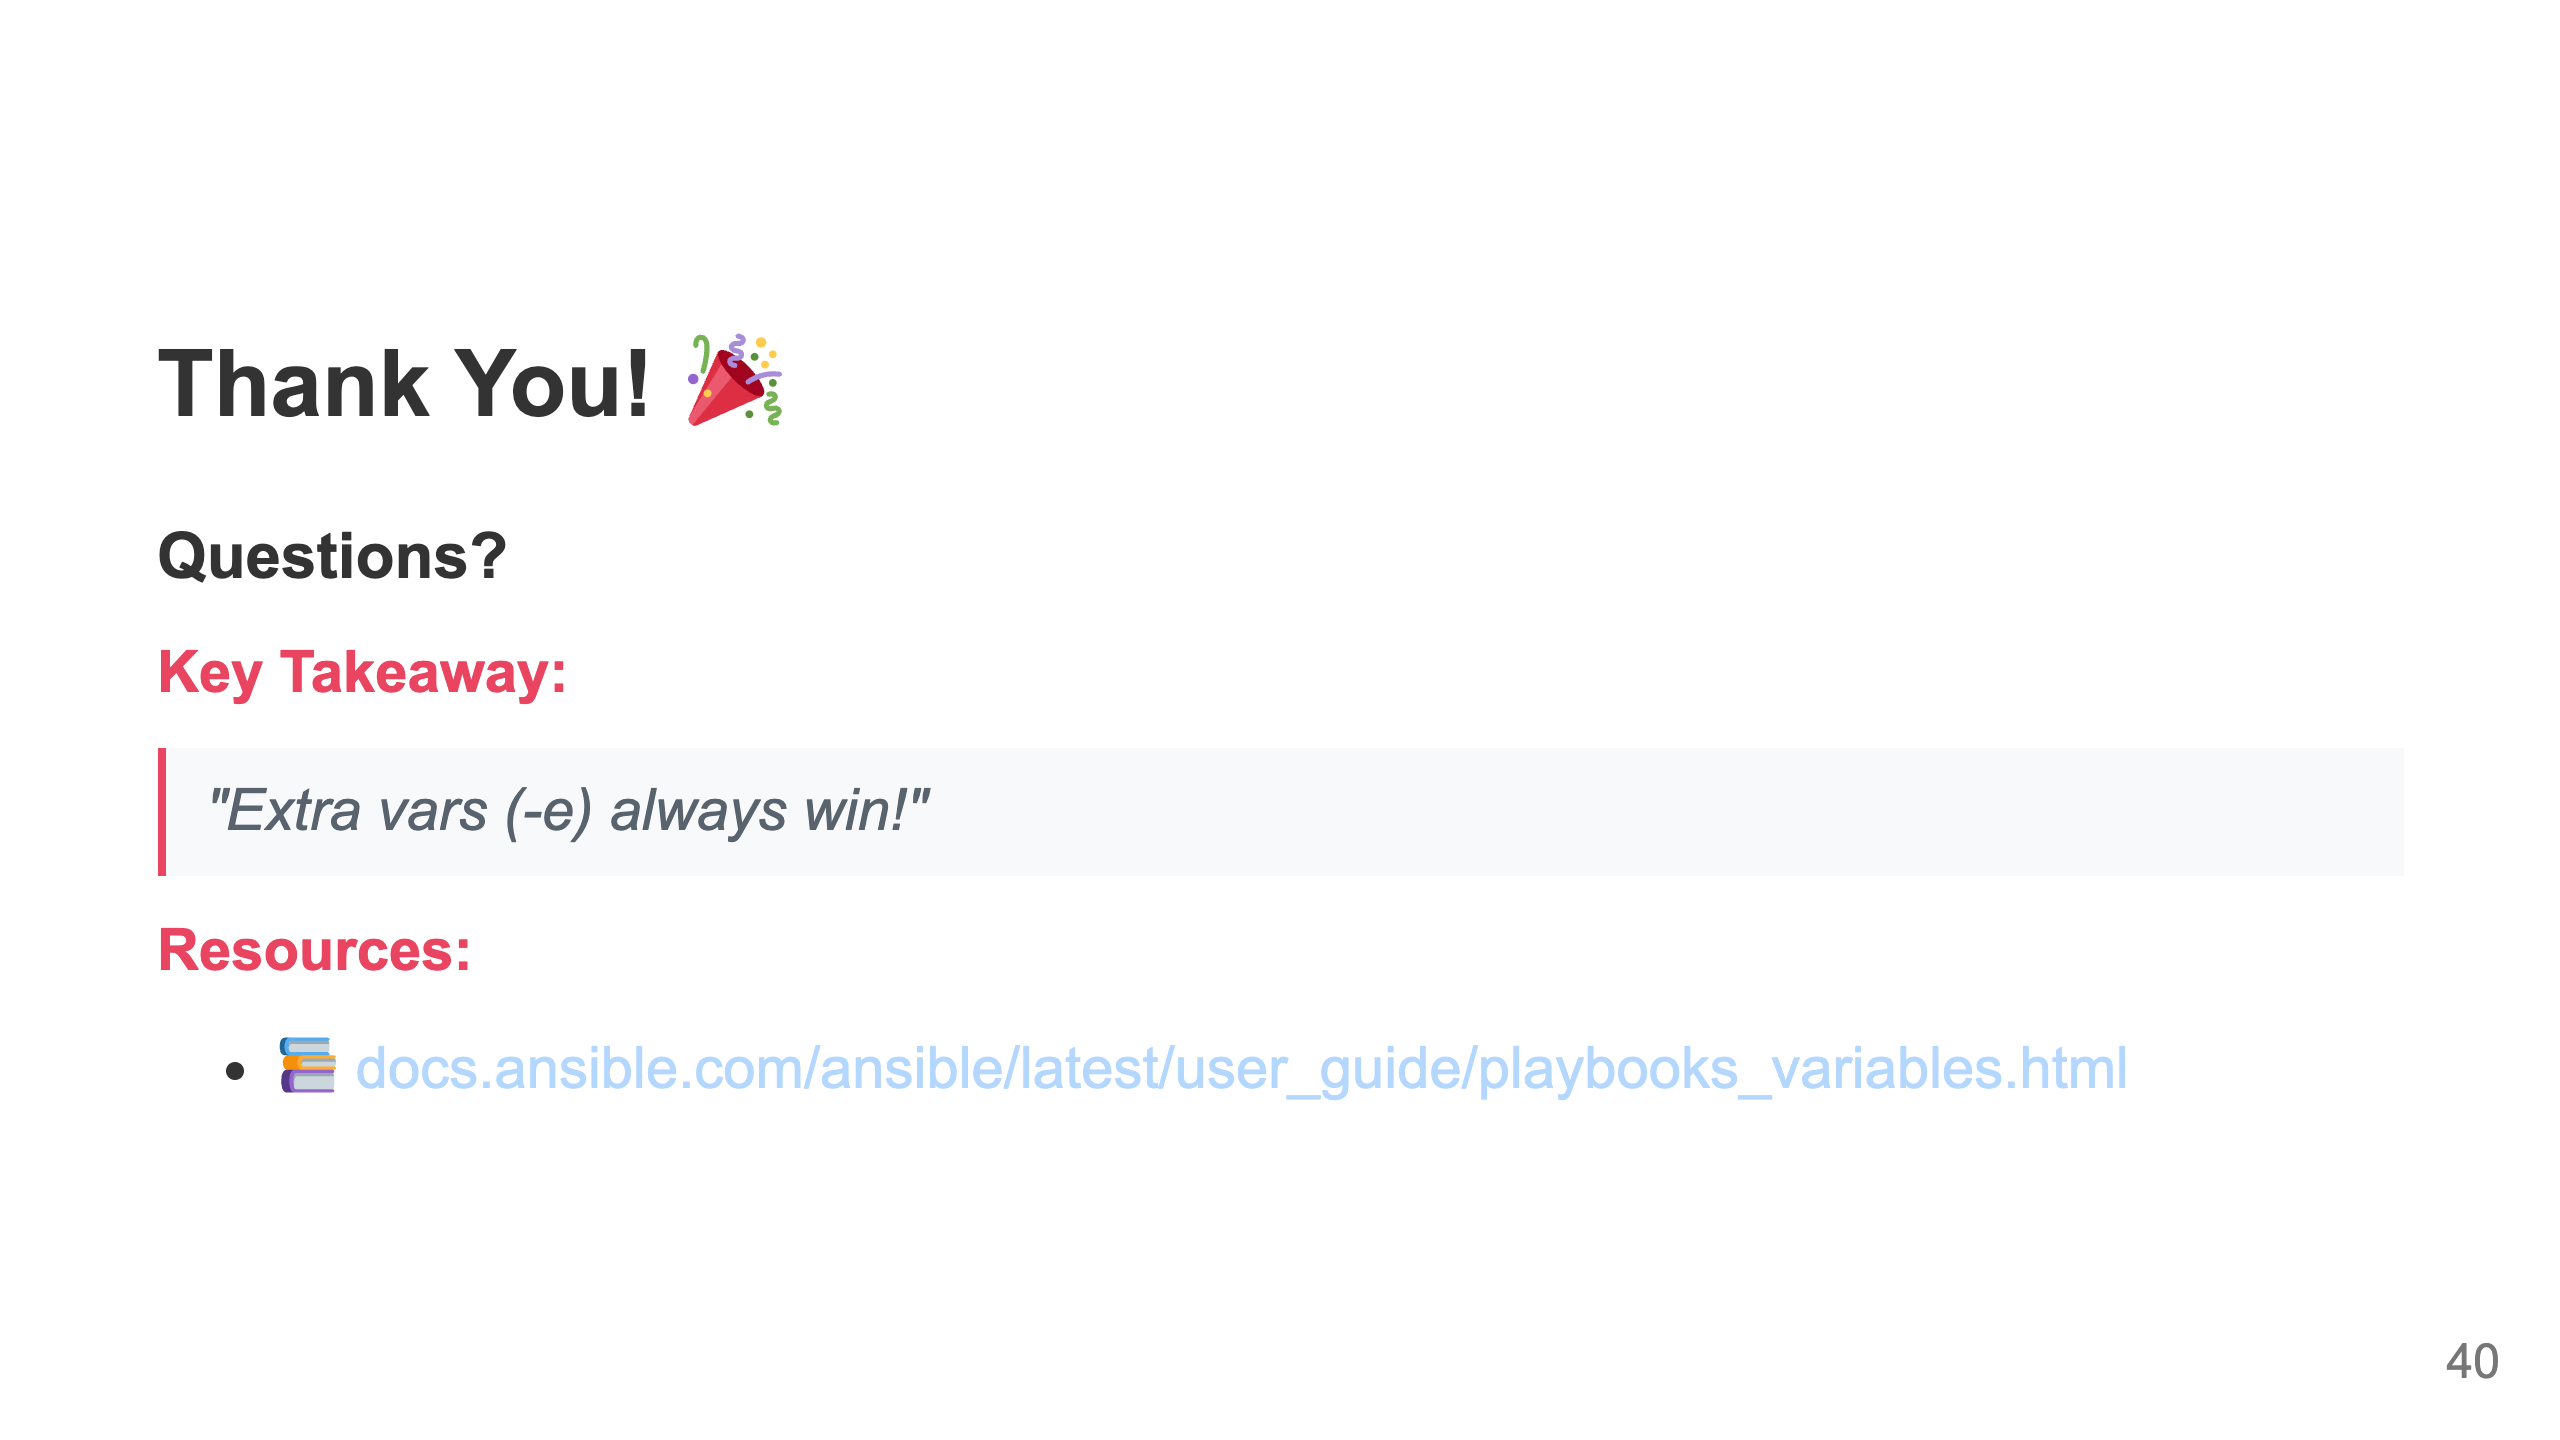 Thank You! 🎉
Questions?
Key Takeaway:
"Extra vars (-e) always win!"
Resources:
• 📚 docs.ansible.com/ansible/latest/user_guide/playbooks_variables.html
40